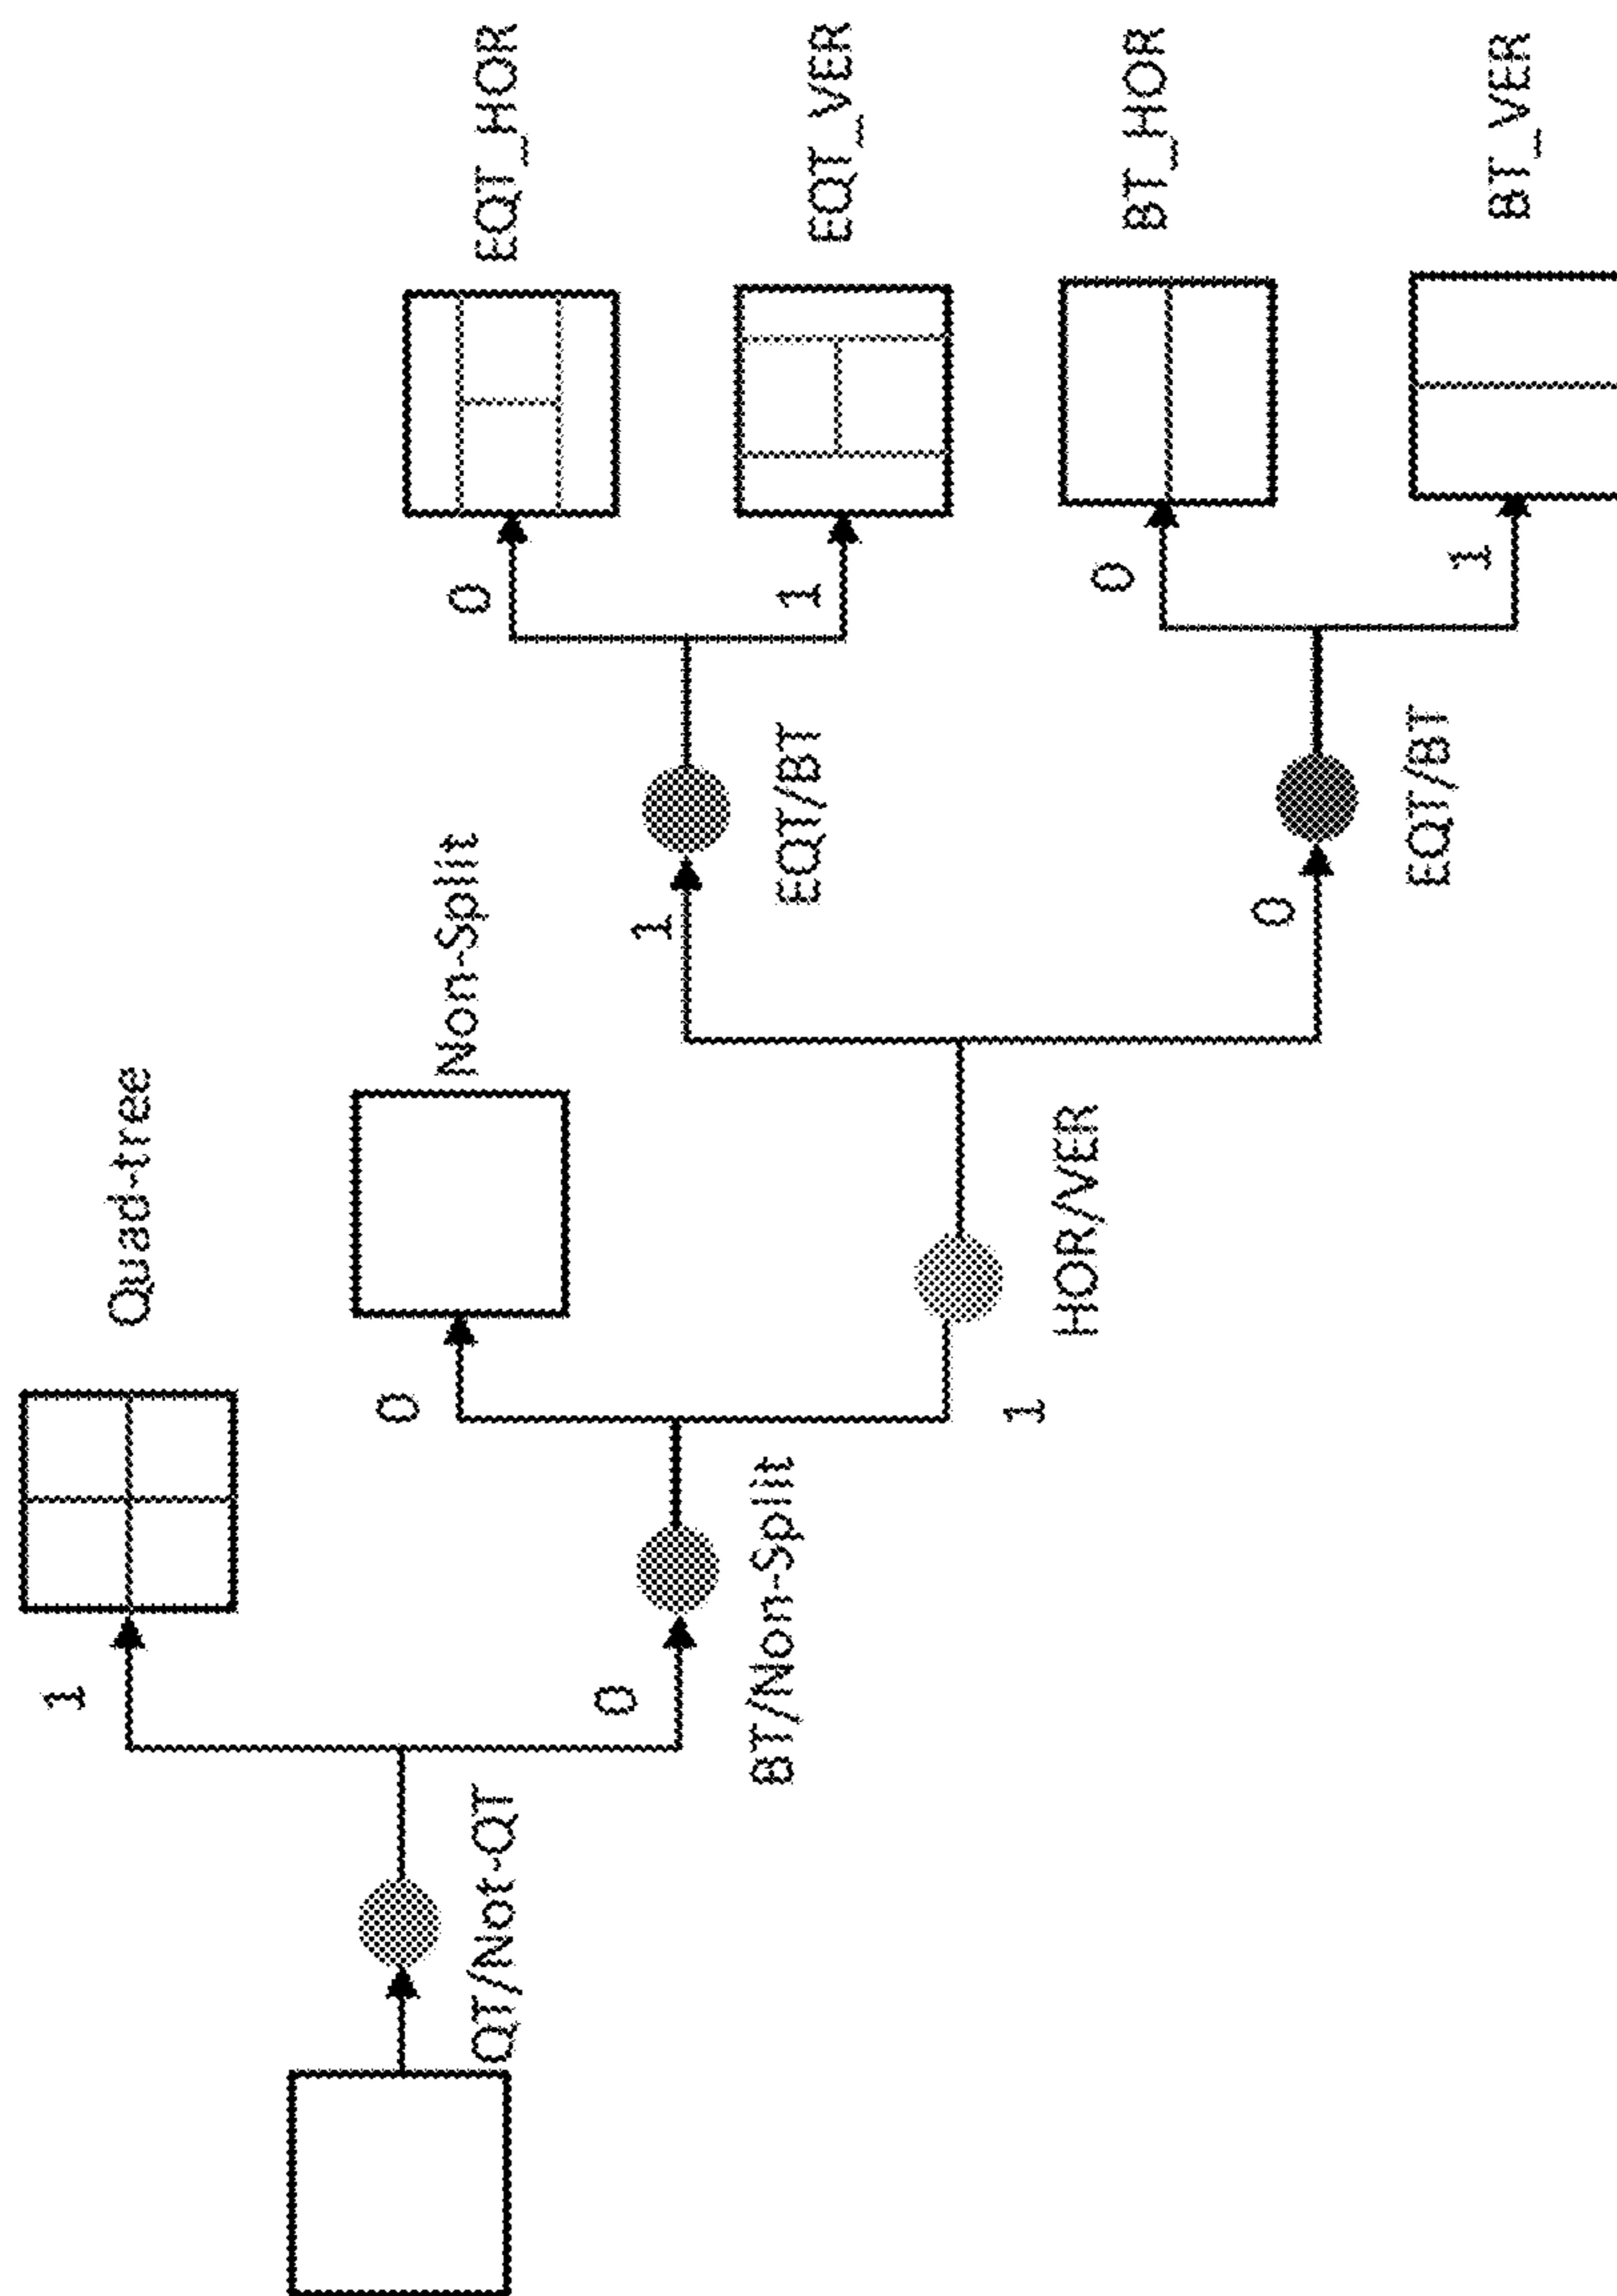 Quad-tree
1
QT/Not-QT
0
BT/Non-Split
0
Non-Split
1
HOR/VER
1
EQT/BT
0
EQT_HOR
1
EQT_VER
0
EQT/BT
0
BT_HOR
1
BT_VER